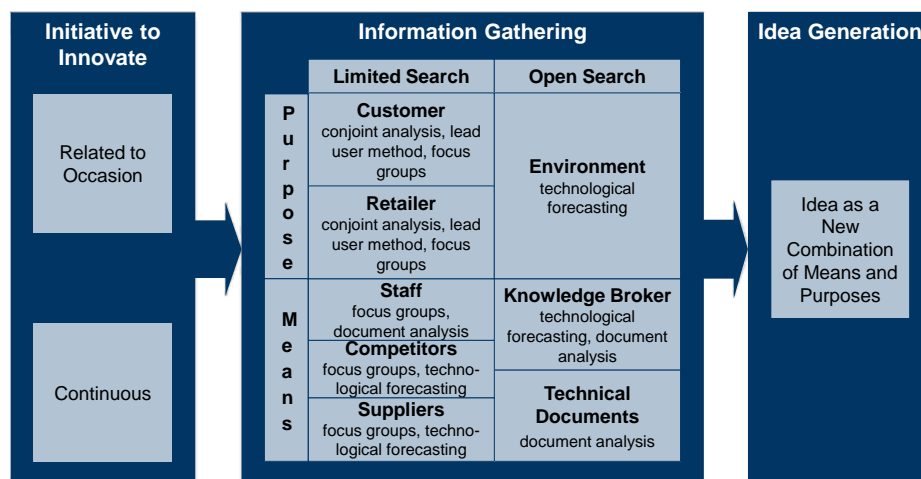 Initiative to
Innovate
Related to
Occasion
Continuous
Information Gathering
Limited Search
Open Search
Purpose
Customer
conjoint analysis, lead
user method, focus
groups
Retailer
conjoint analysis, lead
user method, focus
groups
Environment
technological
forecasting
Means
Staff
focus groups,
document analysis
Competitors
focus groups, techno-
logical forecasting
Suppliers
focus groups, techno-
logical forecasting
Knowledge Broker
technological
forecasting, document
analysis
Technical
Documents
document analysis
Idea Generation
Idea as a
New
Combination
of Means and
Purposes